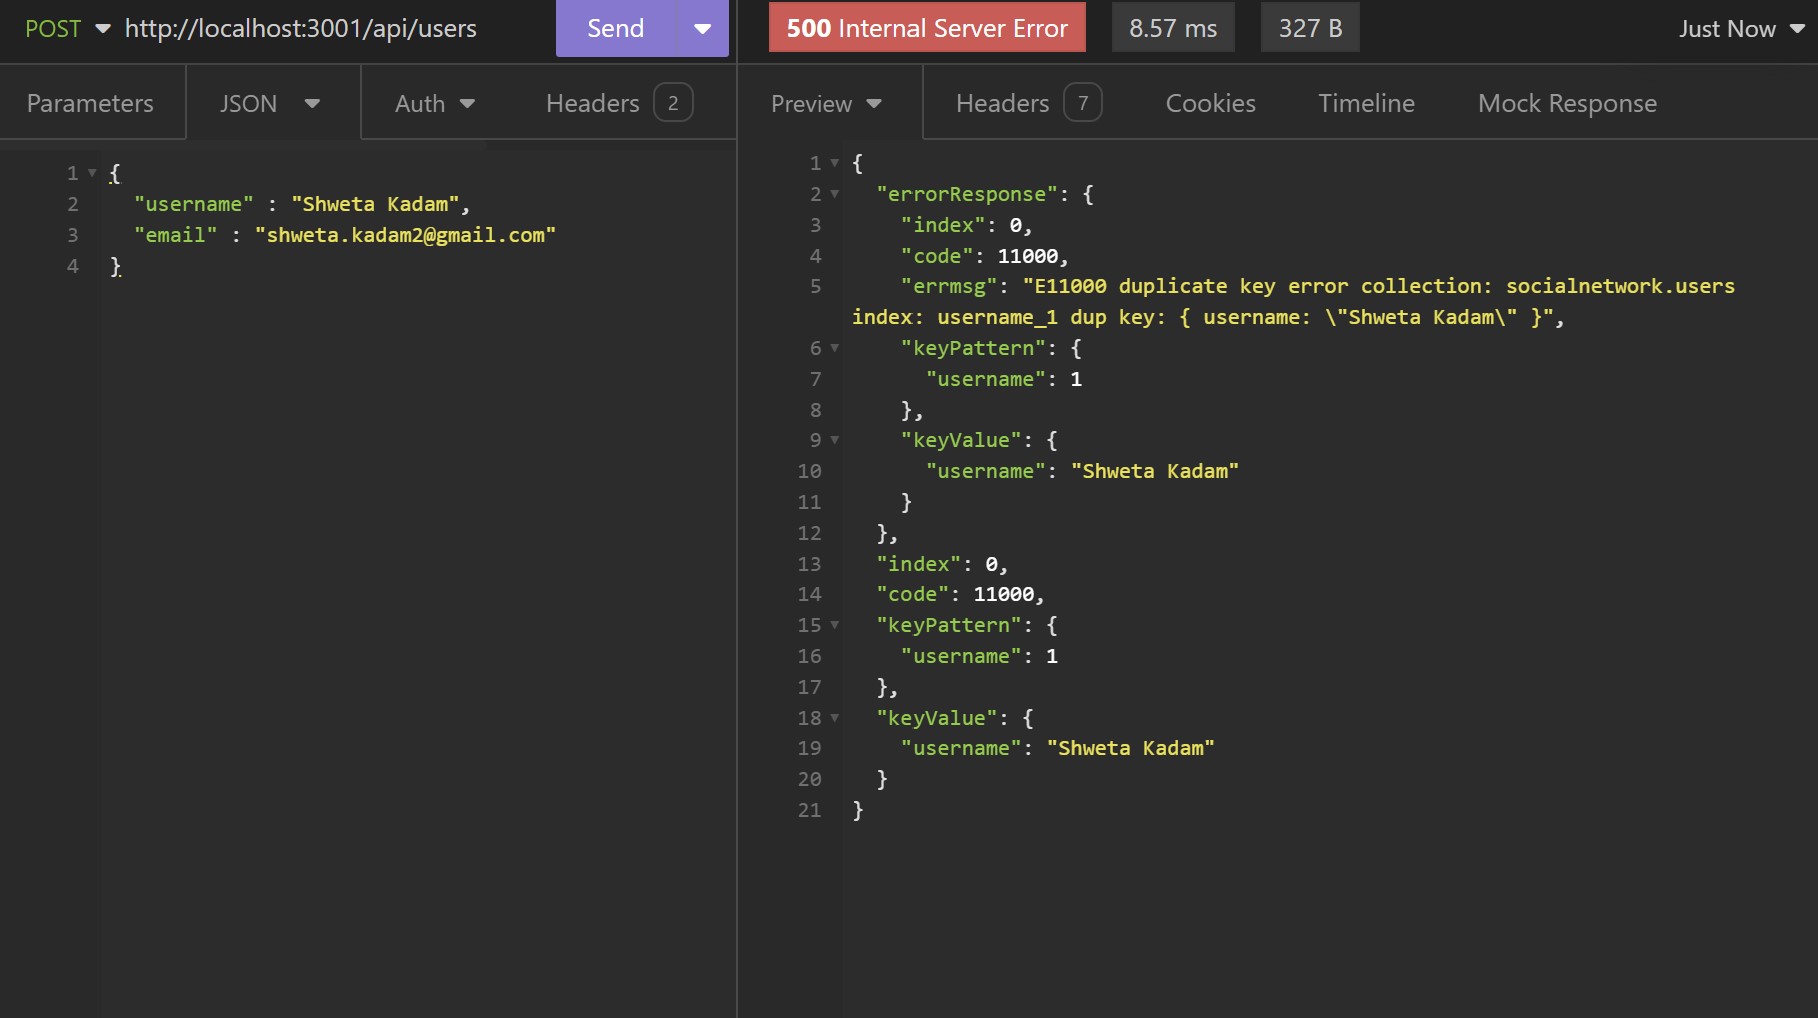 POST http://localhost:3001/api/users Send 500 Internal Server Error 8.57 ms 327 B Just Now
Parameters JSON Auth Headers 2 Preview Headers 7 Cookies Timeline Mock Response
1 {
2 "username" : "Shweta Kadam",
3 "email" : "shweta.kadam2@gmail.com"
4 }
1 {
2 "errorResponse": {
3 "index": 0,
4 "code": 11000,
5 "errmsg": "E11000 duplicate key error collection: socialnetwork.users
index: username_1 dup key: { username: \"Shweta Kadam\" }",
6 "keyPattern": {
7 "username": 1
8 },
9 "keyValue": {
10 "username": "Shweta Kadam"
11 }
12 },
13 "index": 0,
14 "code": 11000,
15 "keyPattern": {
16 "username": 1
17 },
18 "keyValue": {
19 "username": "Shweta Kadam"
20 }
21 }